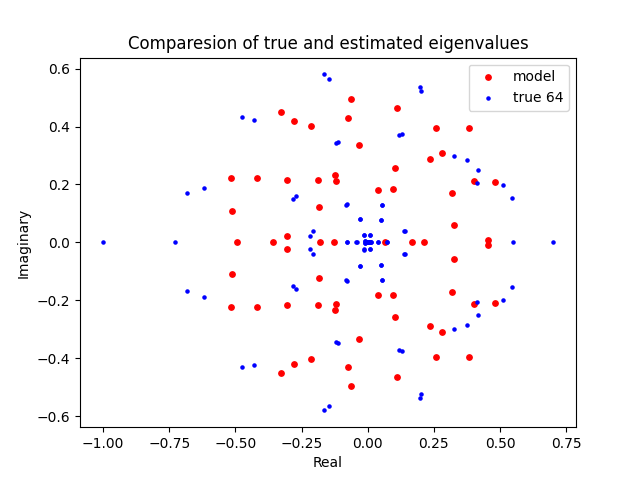 Comparesion of true and estimated eigenvalues
model
true 64
0.6
0.4
0.2
0.0
−0.2
−0.4
−0.6
Imaginary
−1.00 −0.75 −0.50 −0.25 0.00 0.25 0.50 0.75
Real